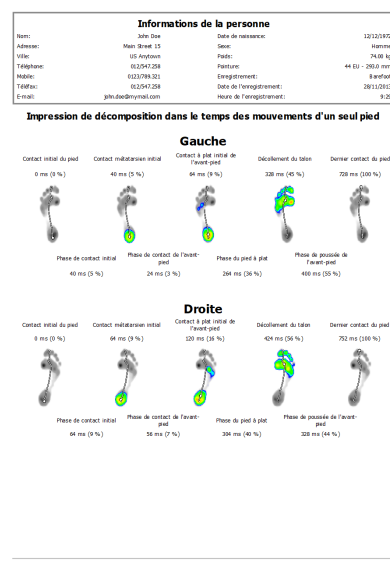 Informations de la personne
Nom: John Doe Date de naissance: 12/12/1972
Adresse: Main Street 15 Sexe: Homme
Ville: US Anytown Poids: 74.00 kg
Téléphone: 012/547.258 Pointure: 44 EU - 293.0 mm
Mobile: 0123/789.321 Enregistrement: Barefoot
Téléfax: 012/547.258 Date de l'enregistrement: 28/11/2013
E-mail: john.doe@mymail.com Heure de l'enregistrement: 9:29
Impression de décomposition dans le temps des mouvements d'un seul pied
Gauche
Contact initial du pied Contact métatarsien initial Contact à plat initial de l'avant-pied Décollement du talon Dernier contact du pied
0 ms (0 %) 40 ms (5 %) 64 ms (9 %) 328 ms (45 %) 728 ms (100 %)
Phase de contact initial Phase de contact de l'avant-pied Phase du pied à plat Phase de poussée de l'avant-pied
40 ms (5 %) 24 ms (3 %) 264 ms (36 %) 400 ms (55 %)
Droite
Contact initial du pied Contact métatarsien initial Contact à plat initial de l'avant-pied Décollement du talon Dernier contact du pied
0 ms (0 %) 64 ms (9 %) 120 ms (16 %) 424 ms (56 %) 752 ms (100 %)
Phase de contact initial Phase de contact de l'avant-pied Phase du pied à plat Phase de poussée de l'avant-pied
64 ms (9 %) 56 ms (7 %) 304 ms (40 %) 328 ms (44 %)